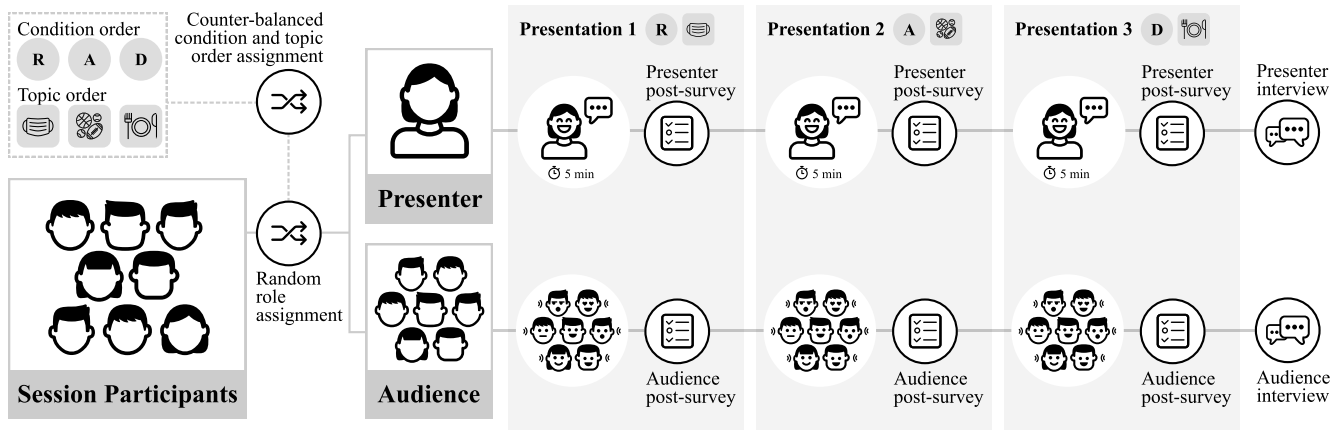 Condition order
R A D
Topic order
Counter-balanced
condition and topic
order assignment
Session Participants
Random
role
assignment
Presenter
Audience
Presentation 1 R
Presenter
post-survey
5 min
Audience
post-survey
Presentation 2 A
Presenter
post-survey
5 min
Audience
post-survey
Presentation 3 D
Presenter
post-survey
5 min
Audience
post-survey
Presenter
interview
Audience
interview